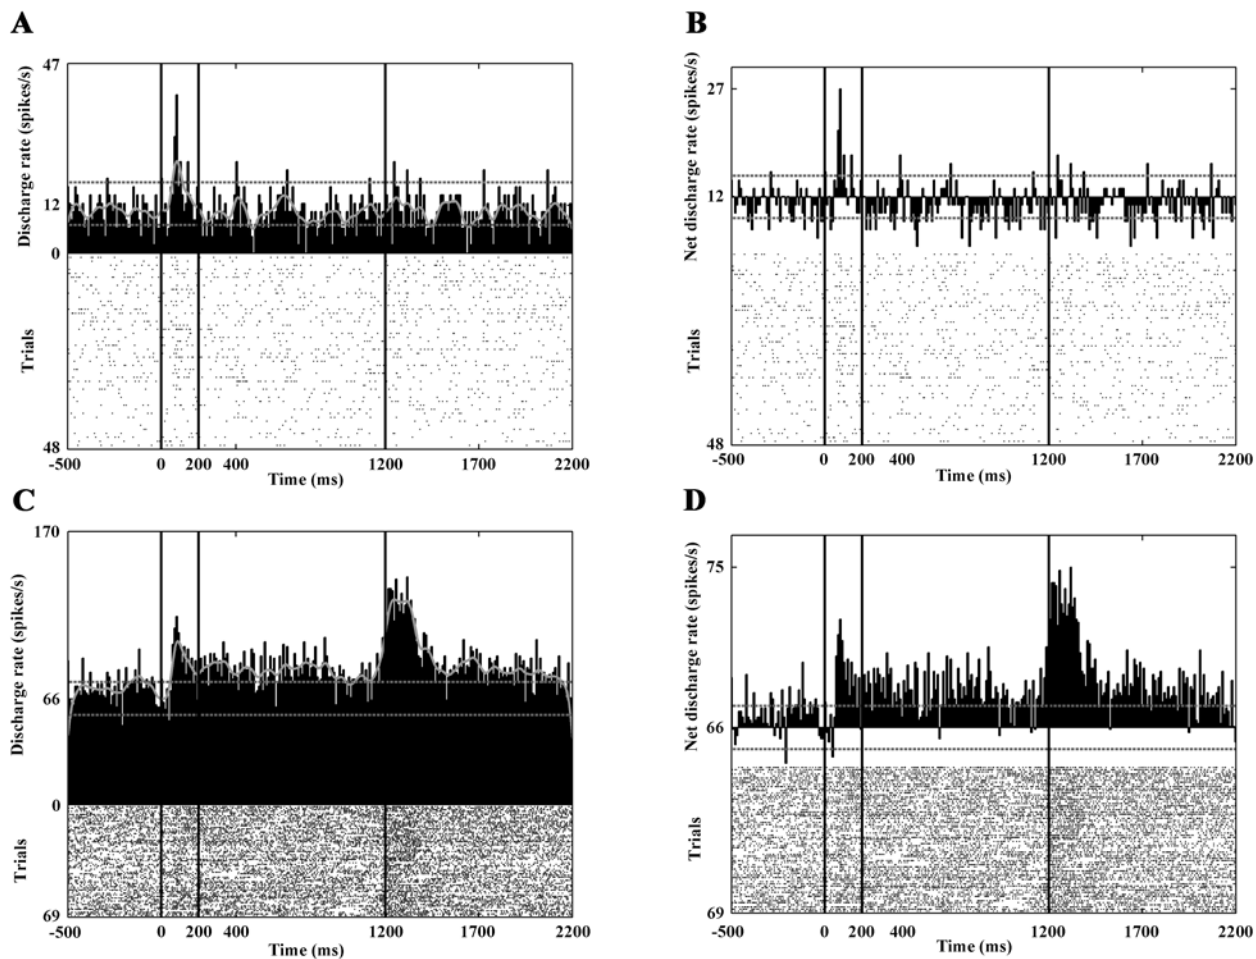 A
B
47
12
0
Discharge rate (spikes/s)
Trials
48
-500 0 200 400 1200 1700 2200
Time (ms)
27
12
Net discharge rate (spikes/s)
Trials
48
-500 0 200 400 1200 1700 2200
Time (ms)
C
D
170
66
0
Discharge rate (spikes/s)
Trials
69
-500 0 200 400 1200 1700 2200
Time (ms)
75
66
Net discharge rate (spikes/s)
Trials
69
-500 0 200 400 1200 1700 2200
Time (ms)